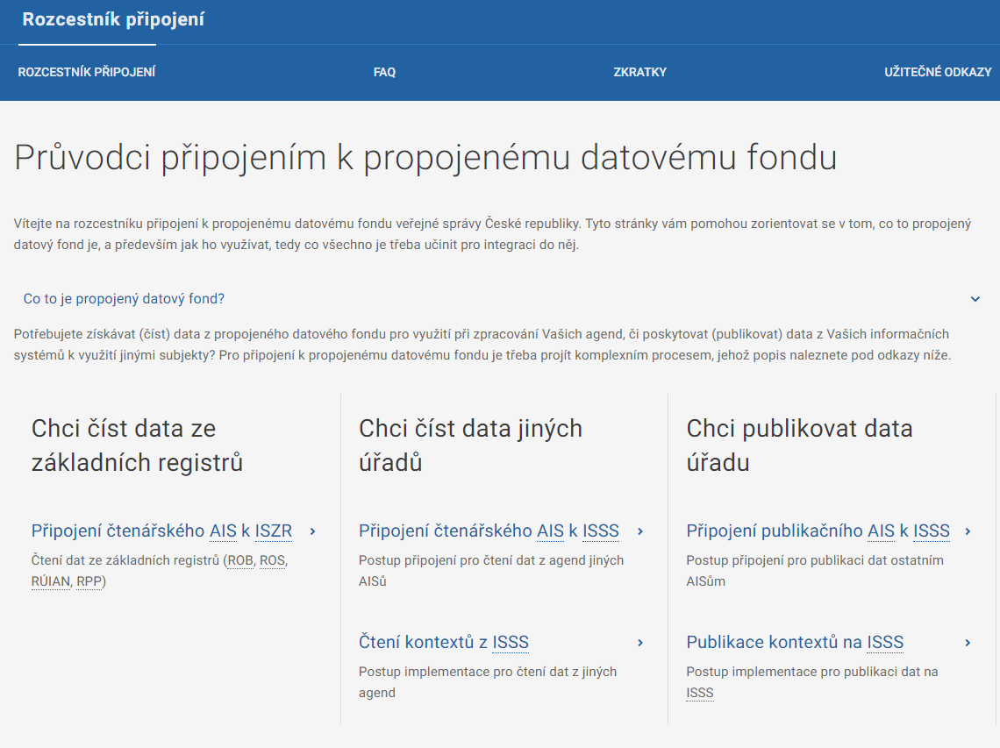 Rozcestník připojení
ROZCESTNÍK PŘIPOJENÍ
FAQ
ZKRATKY
UŽITEČNÉ ODKAZY
Průvodci připojením k propojenému datovému fondu
Vítejte na rozcestníku připojení k propojenému datovému fondu veřejné správy České republiky. Tyto stránky vám pomohou zorientovat se v tom, co to propojený
datový fond je, a především jak ho využívat, tedy co všechno je třeba učinit pro integraci do něj.
Co to je propojený datový fond?
Potřebujete získávat (číst) data z propojeného datového fondu pro využití při zpracování Vašich agend, či poskytovat (publikovat) data z Vašich informačních
systémů k využití jinými subjekty? Pro připojení k propojenému datovému fondu je třeba projít komplexním procesem, jehož popis naleznete pod odkazy níže.
Chci číst data ze
základních registrů
Připojení čtenářského AIS k ISZR
Čtení dat ze základních registrů (ROB, ROS,
RÚIAN, RPP)
Chci číst data jiných
úřadů
Připojení čtenářského AIS k ISSS
Postup připojení pro čtení dat z agend jiných
AISů
Čtení kontextů z ISSS
Postup implementace pro čtení dat z jiných
agend
Chci publikovat data
úřadu
Připojení publikačního AIS k ISSS
Postup připojení pro publikaci dat ostatním
AISům
Publikace kontextů na ISSS
Postup implementace pro publikaci dat na
ISSS